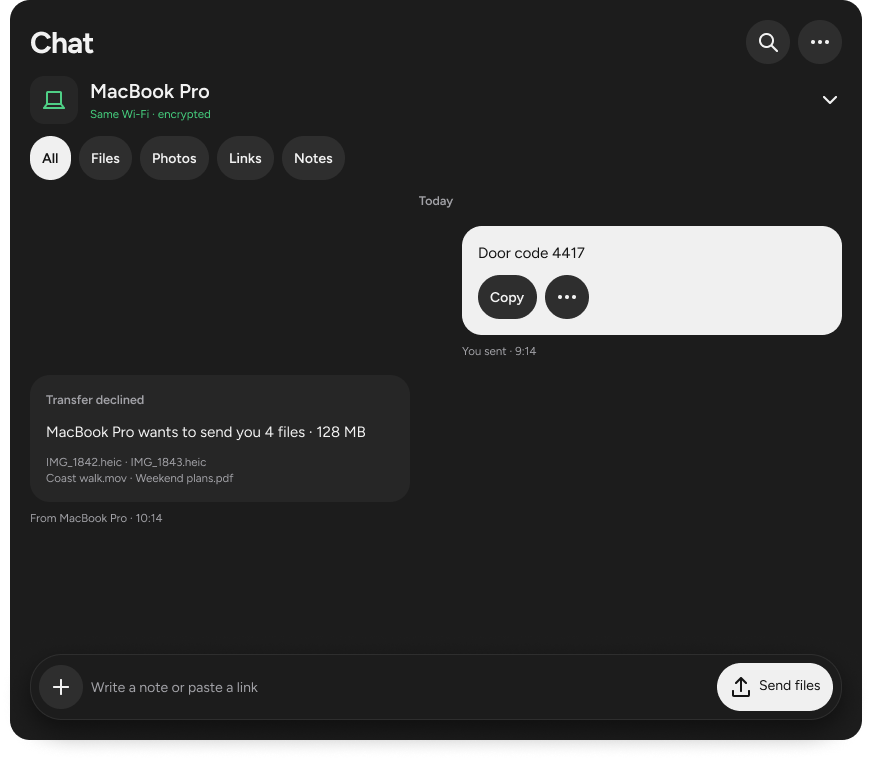 Chat
MacBook Pro
Same Wi-Fi · encrypted
All Files Photos Links Notes
Today
Door code 4417
Copy
You sent · 9:14
Transfer declined
MacBook Pro wants to send you 4 files · 128 MB
IMG_1842.heic · IMG_1843.heic
Coast walk.mov · Weekend plans.pdf
From MacBook Pro · 10:14
Write a note or paste a link
Send files